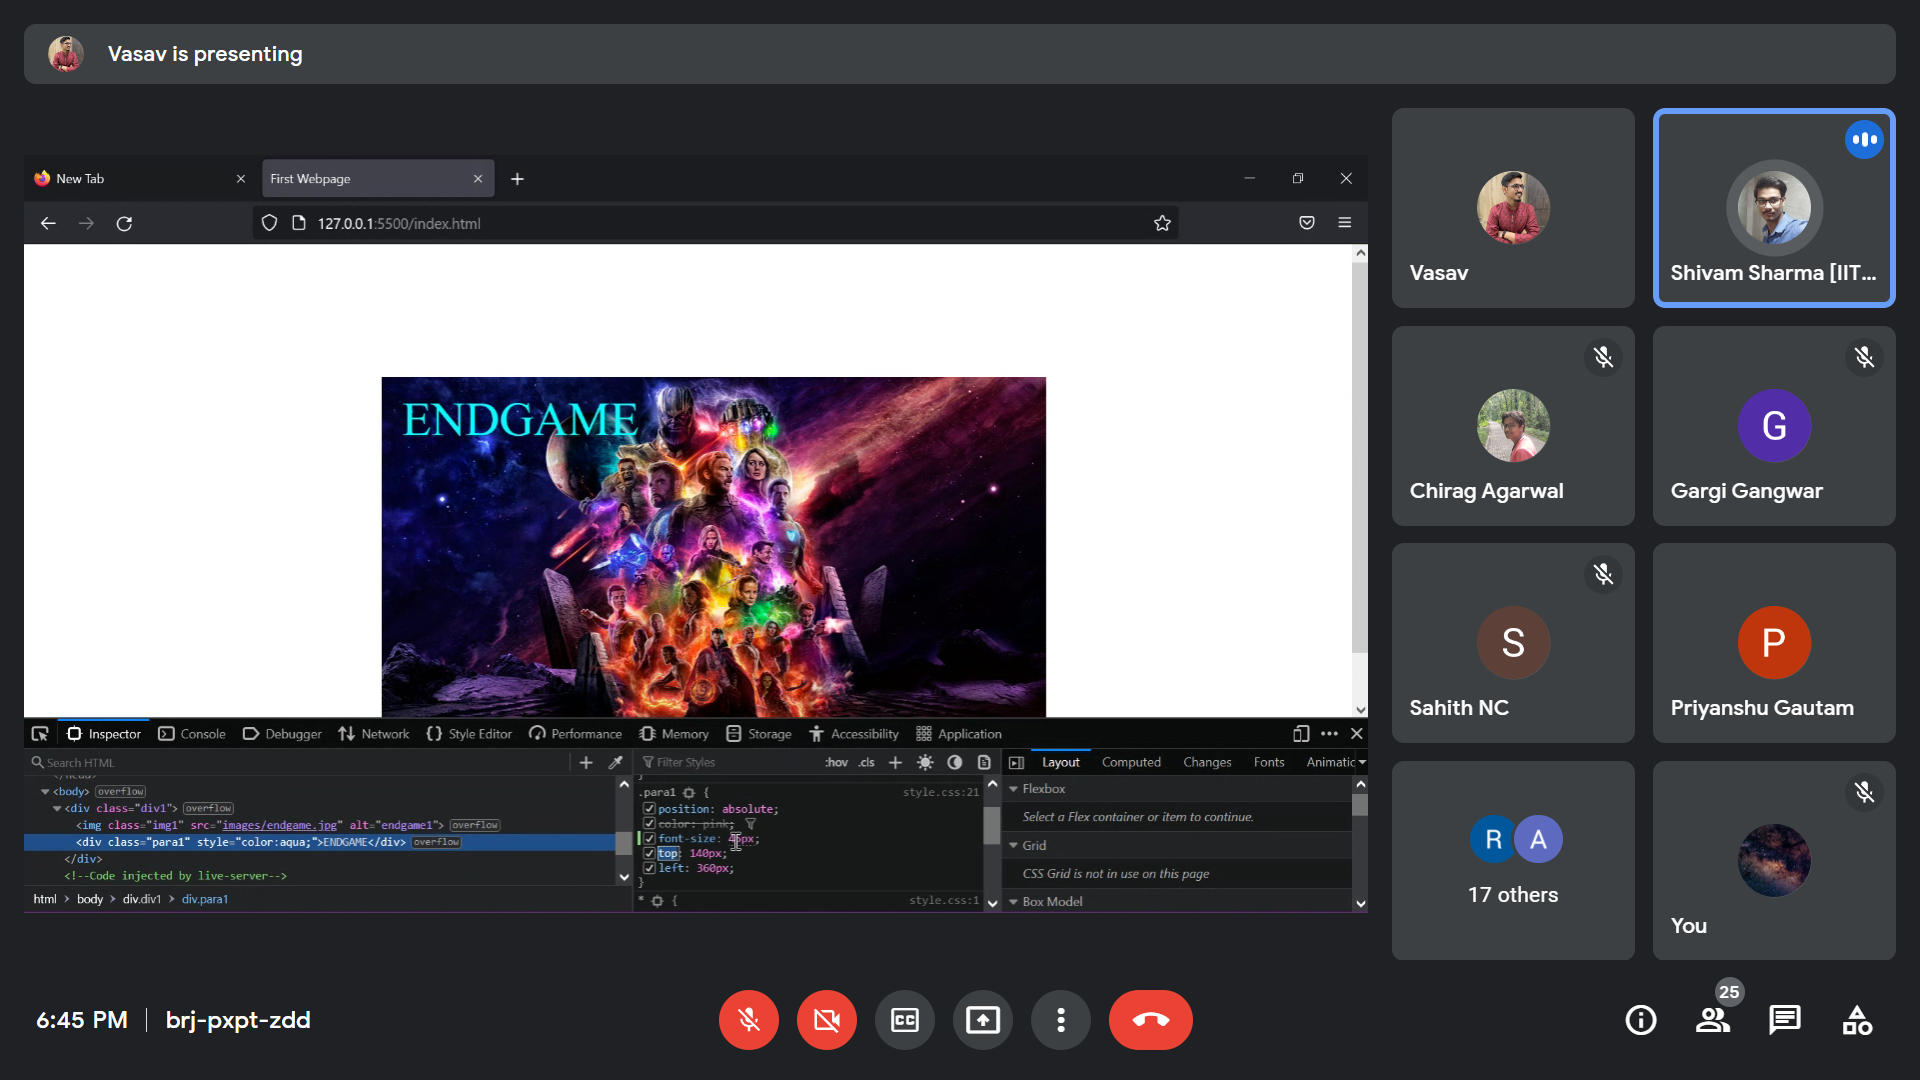 Vasav is presenting
New Tab
First Webpage
127.0.0.1:5500/index.html
ENDGAME
Inspector Console Debugger Network Style Editor Performance Memory Storage Accessibility Application
Search HTML
</head>
<body> overflow
<div class="div1"> overflow
<img class="img1" src="images/endgame.jpg" alt="endgame1"> overflow
<div class="para1" style="color:aqua;">ENDGAME</div> overflow
</div>
<!--Code injected by live-server-->
html > body > div.div1 > div.para1
Filter Styles :hov .cls
}
.para1 { style.css:21
position: absolute;
color: pink;
font-size: px;
top: 140px;
left: 360px;
}
* { style.css:1
Layout Computed Changes Fonts Animatic
Flexbox
Select a Flex container or item to continue.
Grid
CSS Grid is not in use on this page
Box Model
Vasav
Shivam Sharma [IIT...
Chirag Agarwal
G
Gargi Gangwar
S
Sahith NC
P
Priyanshu Gautam
R A
17 others
You
6:45 PM | brj-pxpt-zdd
CC
25